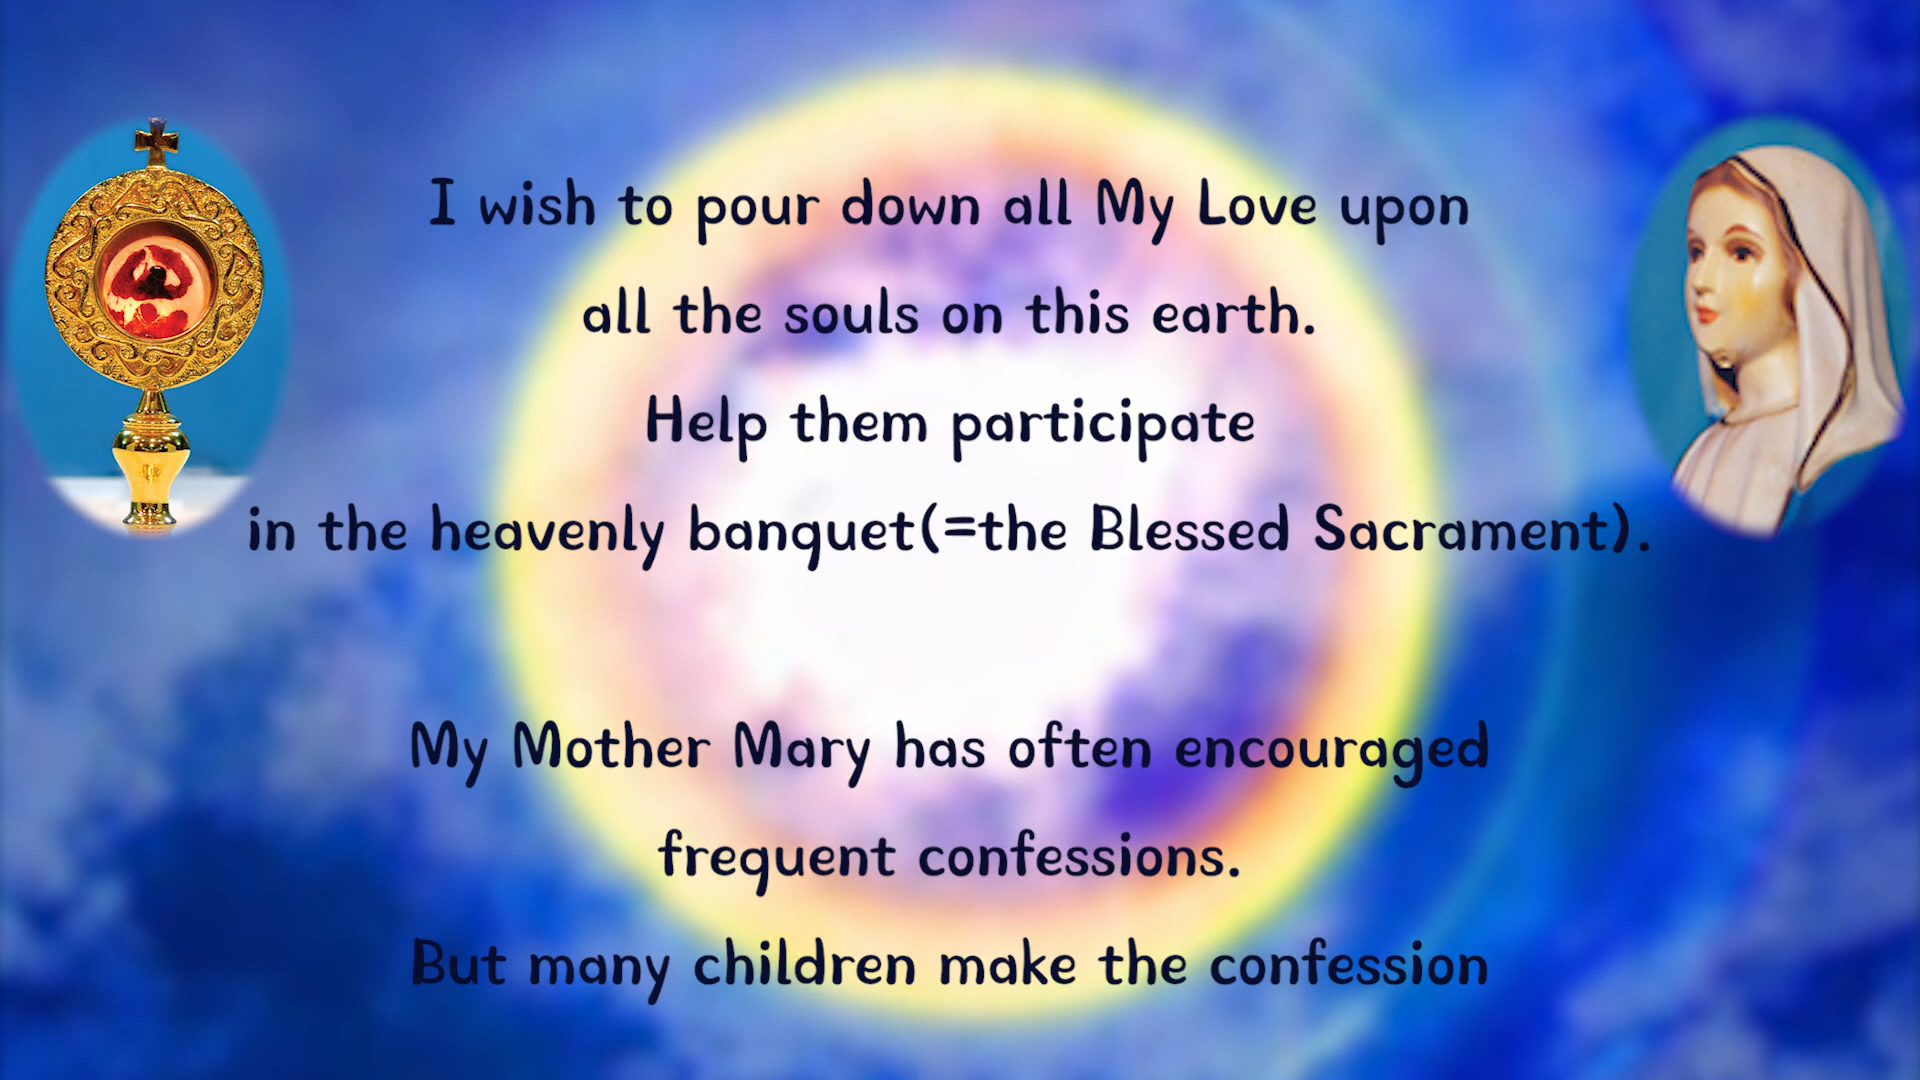 I wish to pour down all My Love upon
all the souls on this earth.
Help them participate
in the heavenly banquet(=the Blessed Sacrament).
My Mother Mary has often encouraged
frequent confessions.
But many children make the confession